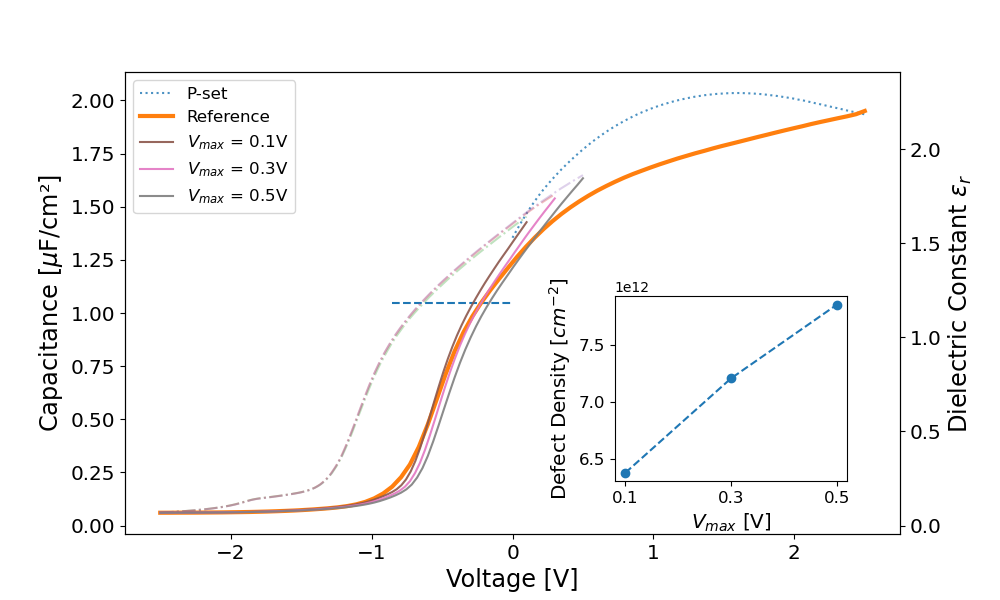 P-set
Reference
V_max = 0.1V
V_max = 0.3V
V_max = 0.5V
Capacitance [μF/cm²]
2.00
1.75
1.50
1.25
1.00
0.75
0.50
0.25
0.00
−2
−1
0
1
2
Voltage [V]
Dielectric Constant ε_r
2.0
1.5
1.0
0.5
0.0
1e12
Defect Density [cm⁻²]
7.5
7.0
6.5
0.1
0.3
0.5
V_max [V]